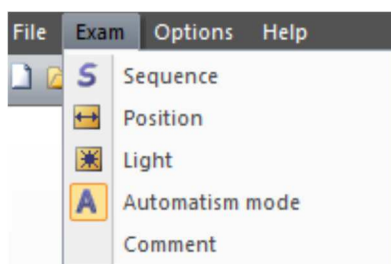 File Exam Options Help
S Sequence
Position
Light
A Automatism mode
Comment